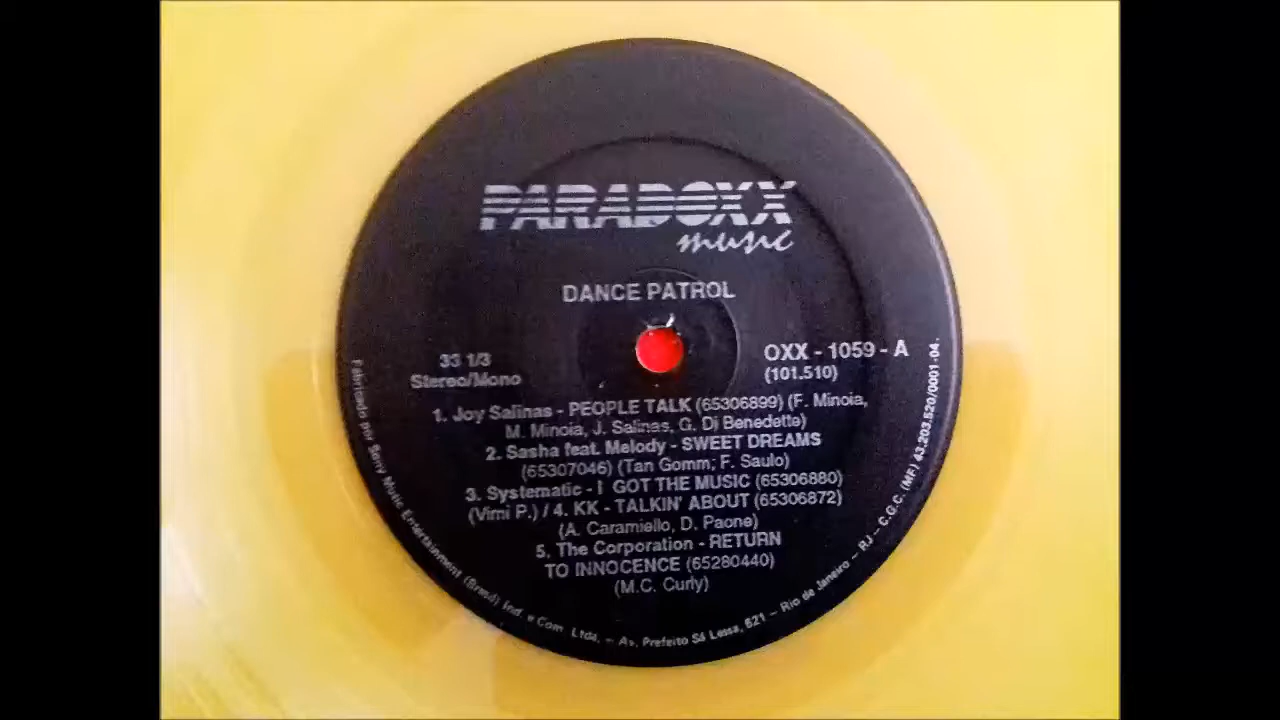 PARADOXX
music
DANCE PATROL
33 1/3
Stereo/Mono
OXX - 1059 - A
(101.510)
1. Joy Salinas - PEOPLE TALK (65306899) (F. Minoia,
M. Minoia, J. Salinas, G. Di Benedette)
2. Sasha feat. Melody - SWEET DREAMS
(65307046) (Tan Gomm; F. Saulo)
3. Systematic - I GOT THE MUSIC (65306880)
(Vimi P.) / 4. KK - TALKIN' ABOUT (65306872)
(A. Caramiello, D. Paone)
5. The Corporation - RETURN
TO INNOCENCE (65280440)
(M.C. Curly)
Fabricado por Sony Music Entertainment (Brasil) Ind. e Com. Ltda. - Av. Prefeito Sá Lessa, 621 - Rio de Janeiro - RJ - C.G.C. (MF) 43.203.520/0001-04.